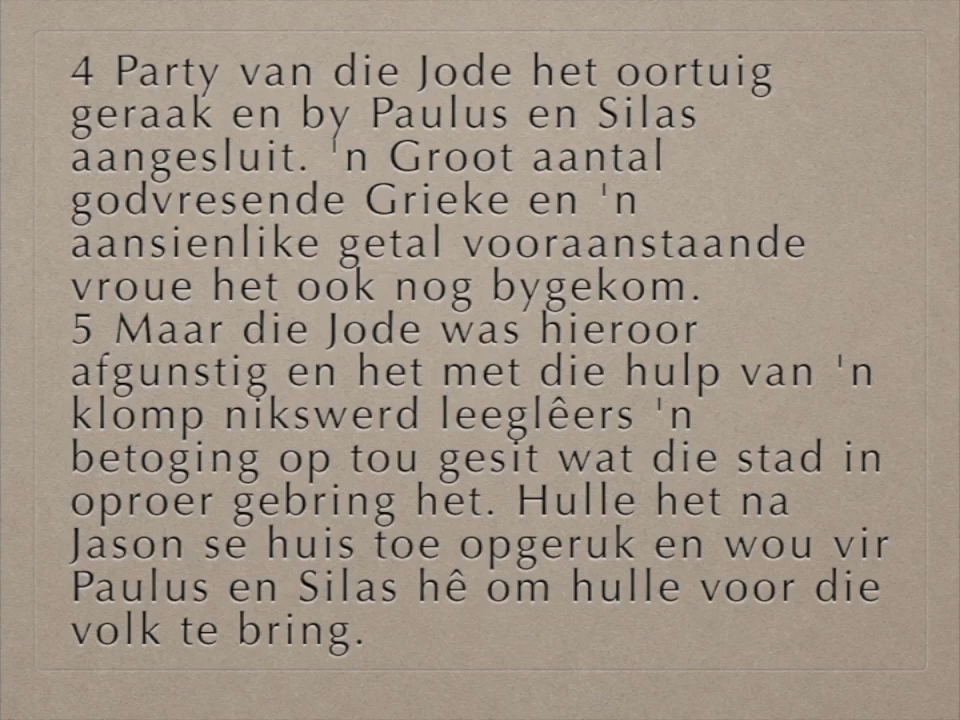 4 Party van die Jode het oortuig
geraak en by Paulus en Silas
aangesluit. 'n Groot aantal
godvresende Grieke en 'n
aansienlike getal vooraanstaande
vroue het ook nog bygekom.
5 Maar die Jode was hieroor
afgunstig en het met die hulp van 'n
klomp nikswerd leeglêers 'n
betoging op tou gesit wat die stad in
oproer gebring het. Hulle het na
Jason se huis toe opgeruk en wou vir
Paulus en Silas hê om hulle voor die
volk te bring.